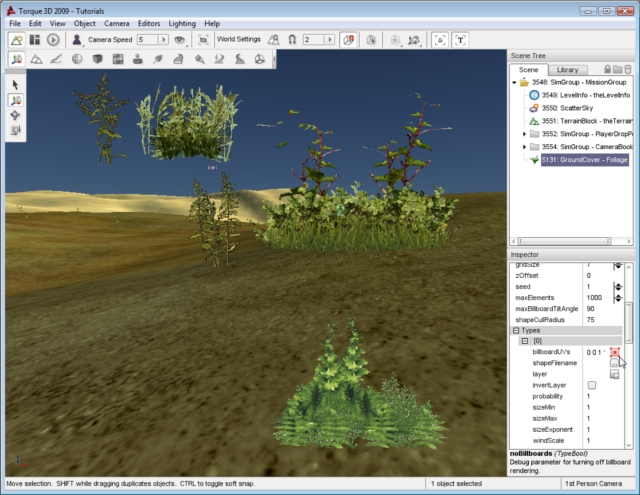 Torque 3D 2009 - Tutorials
File Edit View Object Camera Editors Lighting Help
Camera Speed 5 World Settings 2
Scene Tree
Scene Library
3548: SimGroup - MissionGroup
3549: LevelInfo - theLevelInfo
3550: ScatterSky
3551: TerrainBlock - theTerrain
3552: SimGroup - PlayerDropP
3554: SimGroup - CameraBook
5131: GroundCover - Foliage
Inspector
gridSize 7
zOffset 0
seed 1
maxElements 1000
maxBillboardTiltAngle 90
shapeCullRadius 75
Types
[0]
billboardUVs 0 0 1
shapeFilename
layer
invertLayer
probability 1
sizeMin 1
sizeMax 1
sizeExponent 1
windScale 1
noBillboards (TypeBool)
Debug parameter for turning off billboard
rendering.
Move selection. SHIFT while dragging duplicates objects. CTRL to toggle soft snap. 1 object selected 1st Person Camera